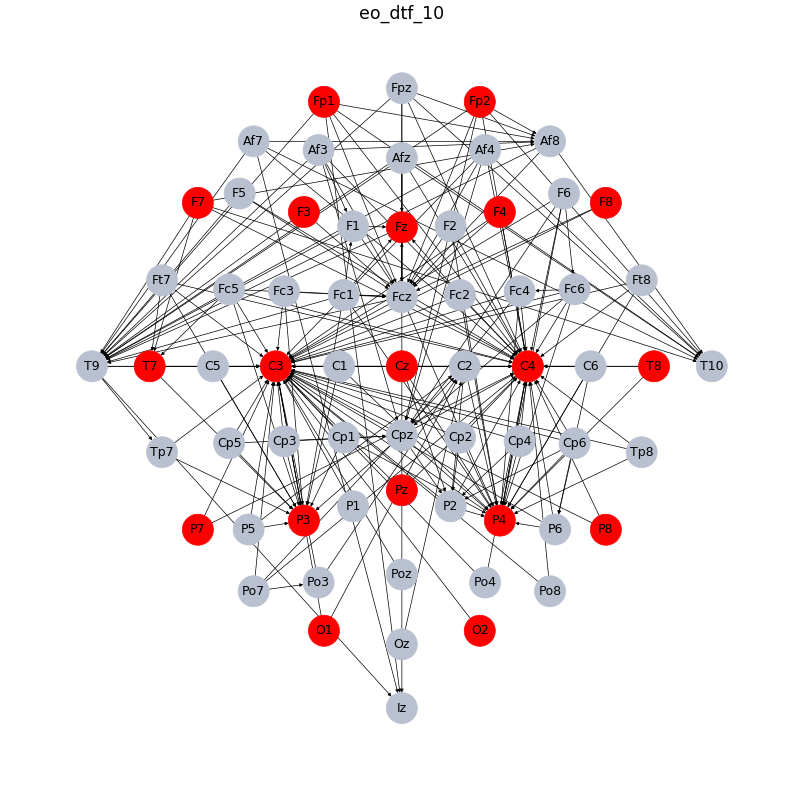 eo_dtf_10
Fpz
Fp1 Fp2
Af7 Af3 Afz Af4 Af8
F7 F5 F3 F1 Fz F2 F4 F6 F8
Ft7 Fc5 Fc3 Fc1 Fcz Fc2 Fc4 Fc6 Ft8
T9 T7 C5 C3 C1 Cz C2 C4 C6 T8 T10
Tp7 Cp5 Cp3 Cp1 Cpz Cp2 Cp4 Cp6 Tp8
P7 P5 P3 P1 Pz P2 P4 P6 P8
Po7 Po3 Poz Po4 Po8
O1 Oz O2
Iz